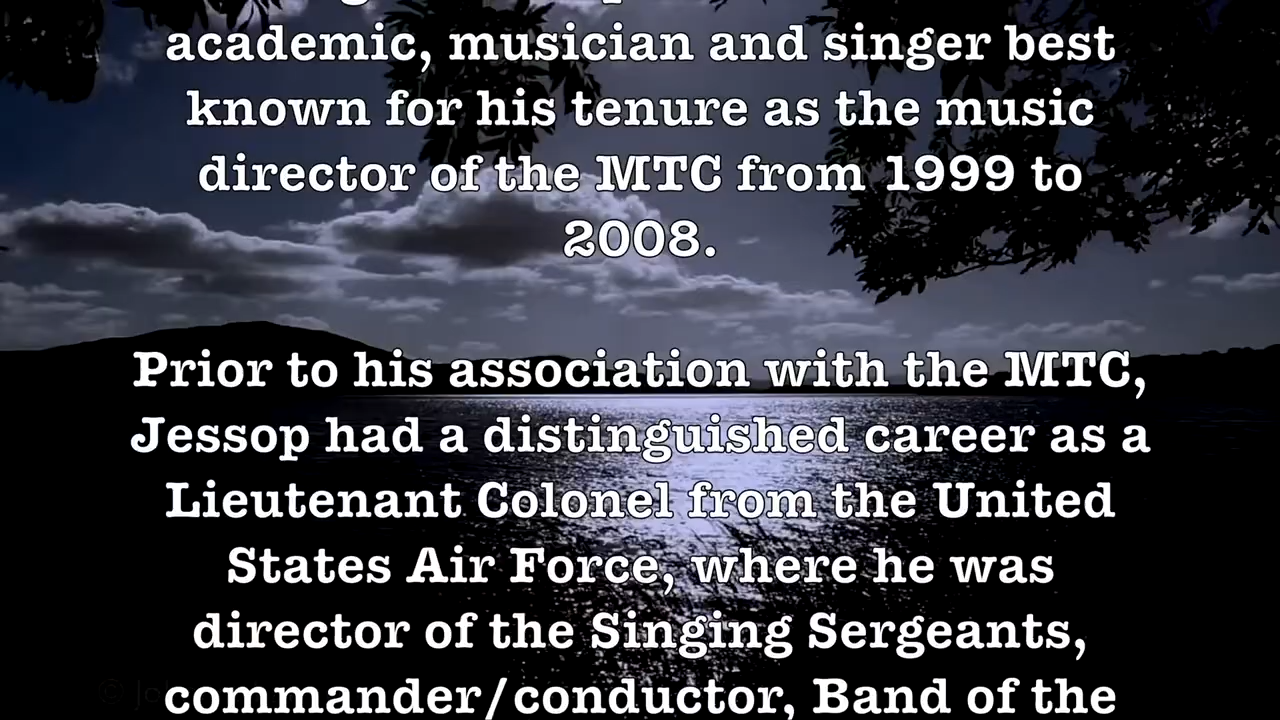 academic, musician and singer best
known for his tenure as the music
director of the MTC from 1999 to
2008.
Prior to his association with the MTC,
Jessop had a distinguished career as a
Lieutenant Colonel from the United
States Air Force, where he was
director of the Singing Sergeants,
commander/conductor, Band of the